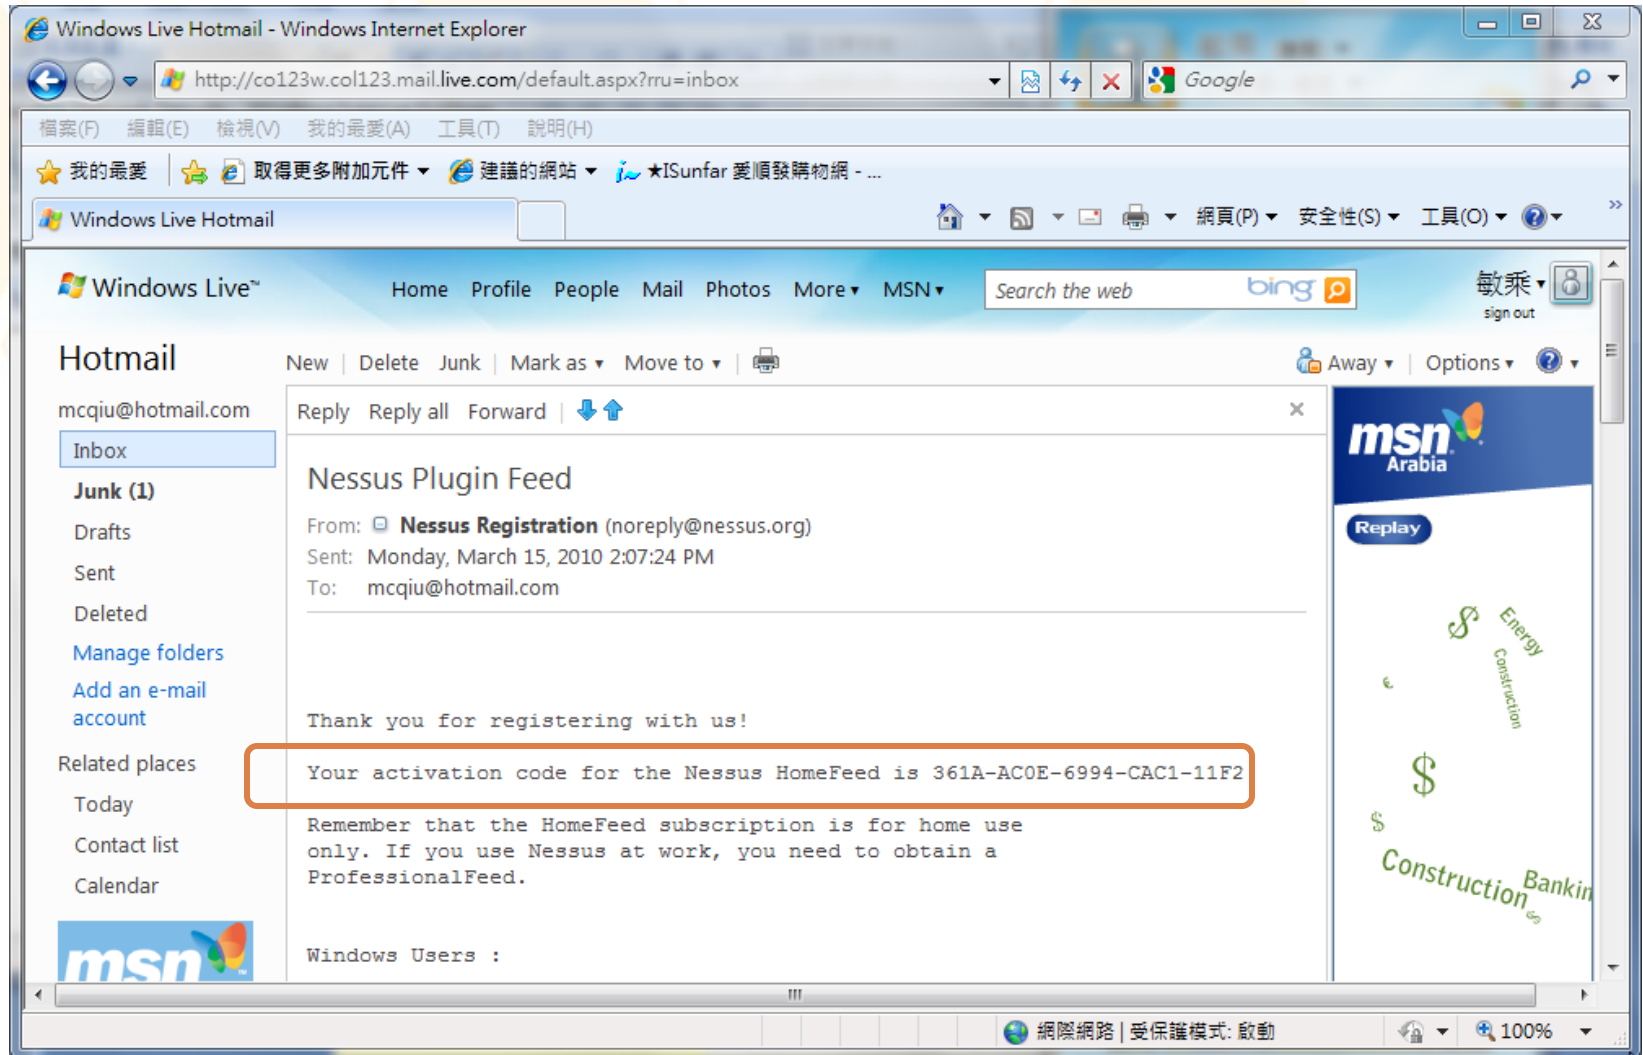 Windows Live Hotmail - Windows Internet Explorer
http://co123w.col123.mail.live.com/default.aspx?rru=inbox
Google
檔案(F) 編輯(E) 檢視(V) 我的最愛(A) 工具(T) 說明(H)
我的最愛 取得更多附加元件 建議的網站 ★ISunfar 愛順發購物網 - ...
Windows Live Hotmail
網頁(P) 安全性(S) 工具(O) »
Windows Live™
Home Profile People Mail Photos More MSN
Search the web bing
敏乘
sign out
Hotmail
New | Delete Junk | Mark as Move to |
Away | Options
mcqiu@hotmail.com
Inbox
Junk (1)
Drafts
Sent
Deleted
Manage folders
Add an e-mail
account
Related places
Today
Contact list
Calendar
msn
Reply Reply all Forward
Nessus Plugin Feed
From: Nessus Registration (noreply@nessus.org)
Sent: Monday, March 15, 2010 2:07:24 PM
To: mcqiu@hotmail.com
Thank you for registering with us!
Your activation code for the Nessus HomeFeed is 361A-AC0E-6994-CAC1-11F2
Remember that the HomeFeed subscription is for home use
only. If you use Nessus at work, you need to obtain a
ProfessionalFeed.
Windows Users :
msn
Arabia
Replay
$ Energy
Construction
€
$
$
Construction
Bankin
網際網路 | 受保護模式: 啟動
100%